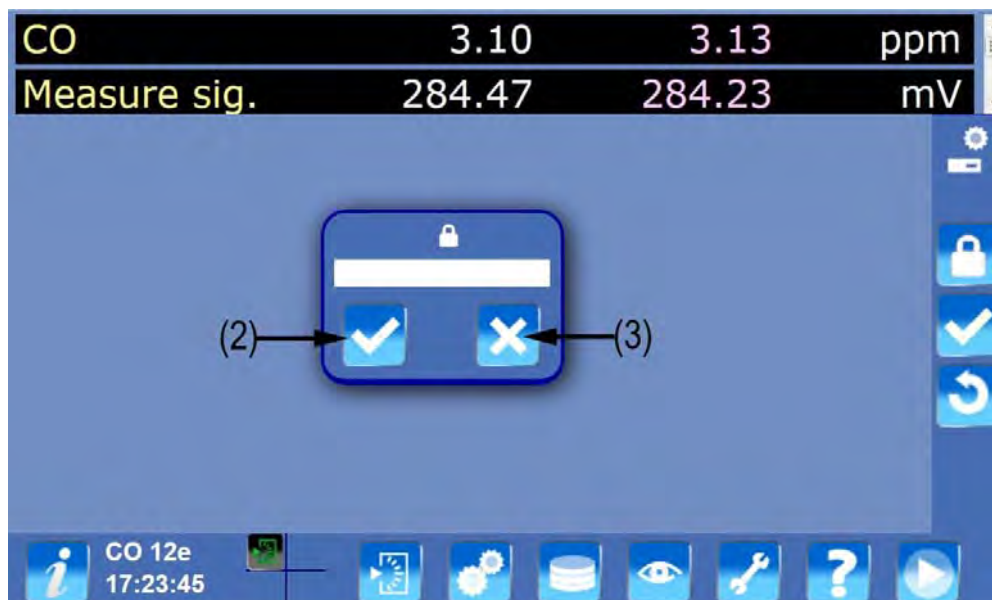 CO 3.10 3.13 ppm
Measure sig. 284.47 284.23 mV
(2) (3)
CO 12e
17:23:45
i ?